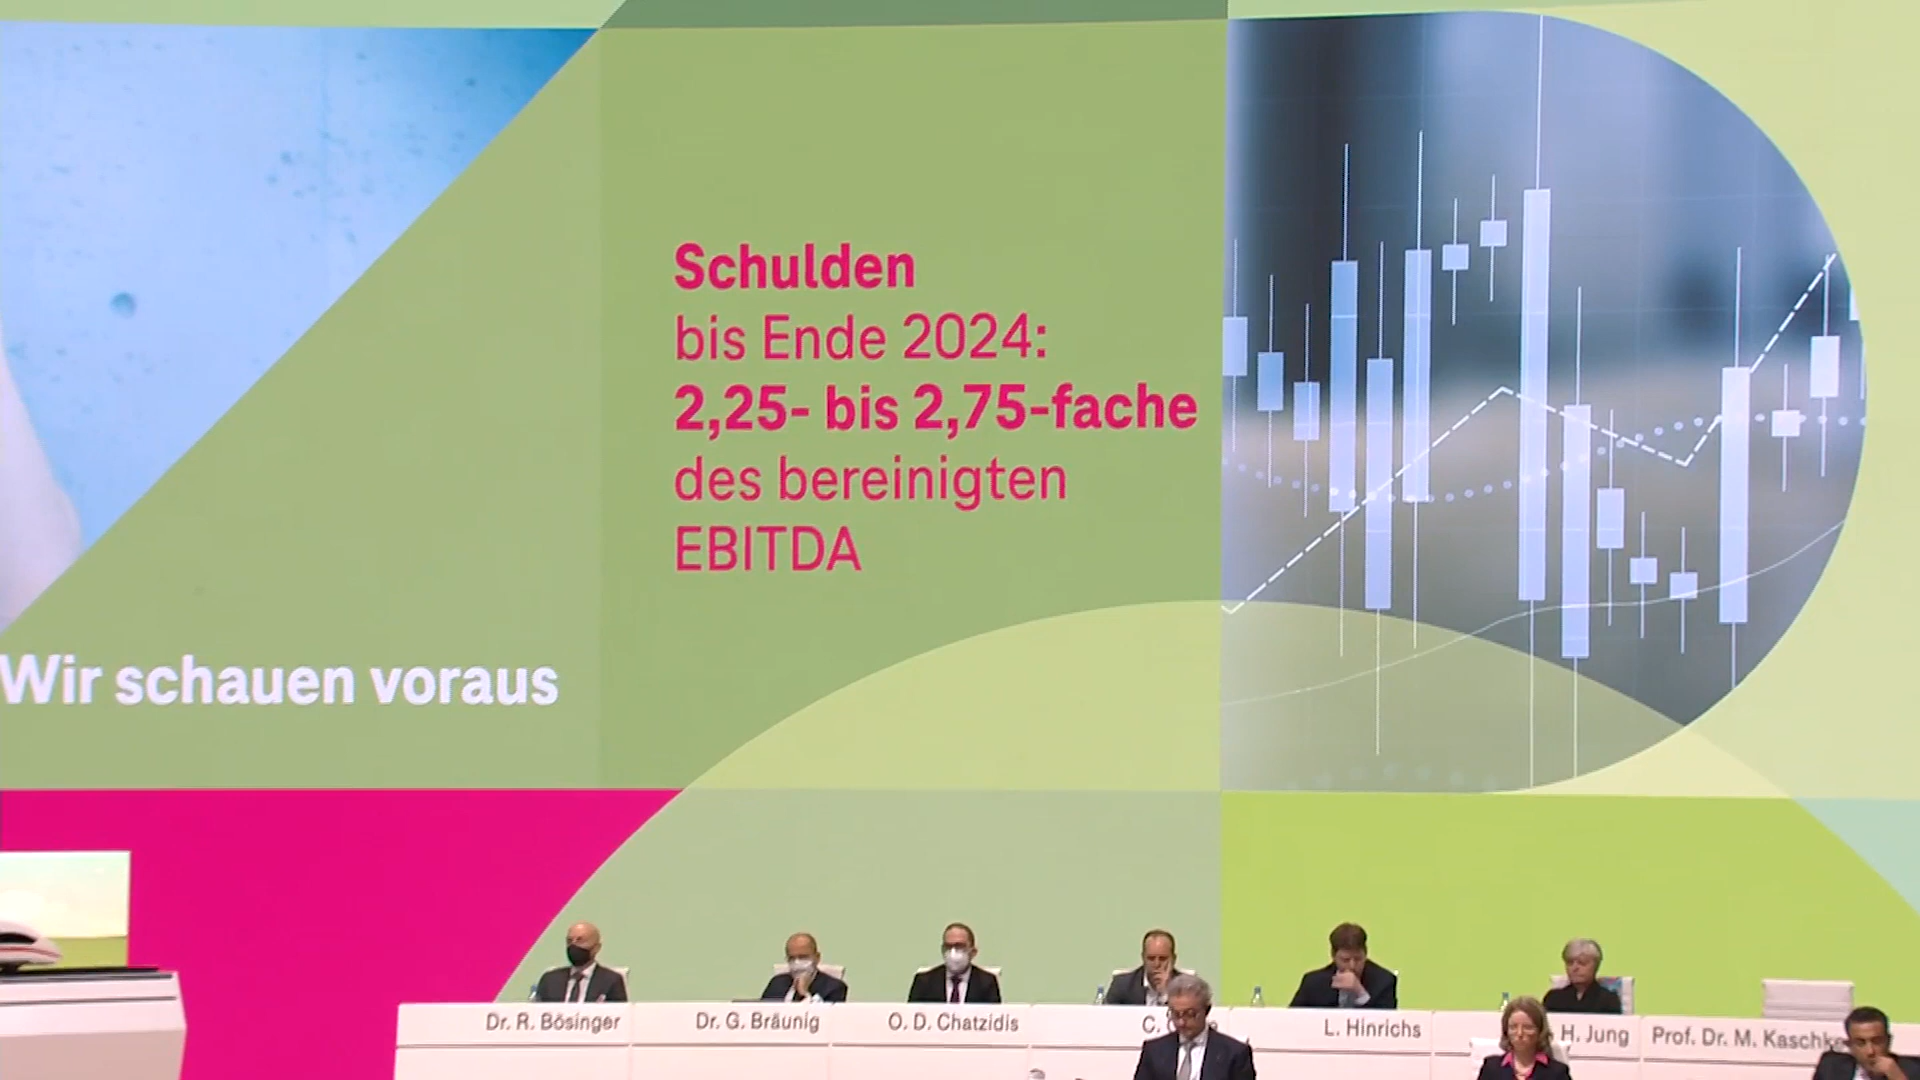 Schulden
bis Ende 2024:
2,25- bis 2,75-fache
des bereinigten
EBITDA
Wir schauen voraus
Dr. R. Bösinger
Dr. G. Bräunig
O. D. Chatzidis
C.
L. Hinrichs
H. Jung
Prof. Dr. M. Kaschke